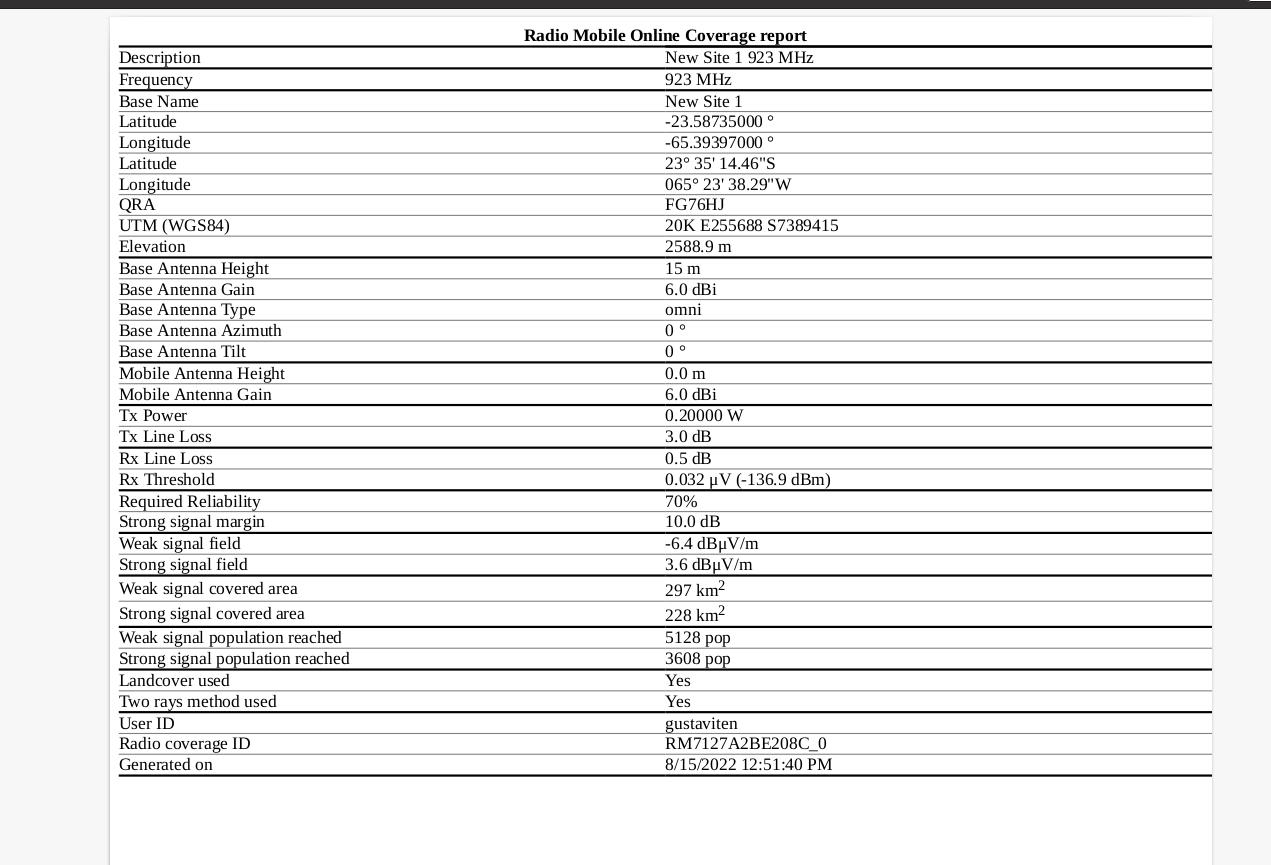 Radio Mobile Online Coverage report
Description New Site 1 923 MHz
Frequency 923 MHz
Base Name New Site 1
Latitude -23.58735000 °
Longitude -65.39397000 °
Latitude 23° 35' 14.46"S
Longitude 065° 23' 38.29"W
QRA FG76HJ
UTM (WGS84) 20K E255688 S7389415
Elevation 2588.9 m
Base Antenna Height 15 m
Base Antenna Gain 6.0 dBi
Base Antenna Type omni
Base Antenna Azimuth 0 °
Base Antenna Tilt 0 °
Mobile Antenna Height 0.0 m
Mobile Antenna Gain 6.0 dBi
Tx Power 0.20000 W
Tx Line Loss 3.0 dB
Rx Line Loss 0.5 dB
Rx Threshold 0.032 μV (-136.9 dBm)
Required Reliability 70%
Strong signal margin 10.0 dB
Weak signal field -6.4 dBμV/m
Strong signal field 3.6 dBμV/m
Weak signal covered area 297 km²
Strong signal covered area 228 km²
Weak signal population reached 5128 pop
Strong signal population reached 3608 pop
Landcover used Yes
Two rays method used Yes
User ID gustaviten
Radio coverage ID RM7127A2BE208C_0
Generated on 8/15/2022 12:51:40 PM